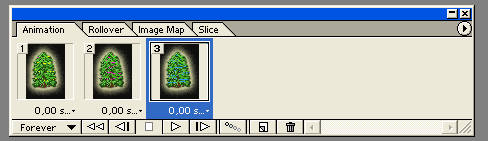 Animation Rollover Image Map Slice
1 2 3
0,00 s... 0,00 s... 0,00 s...
Forever